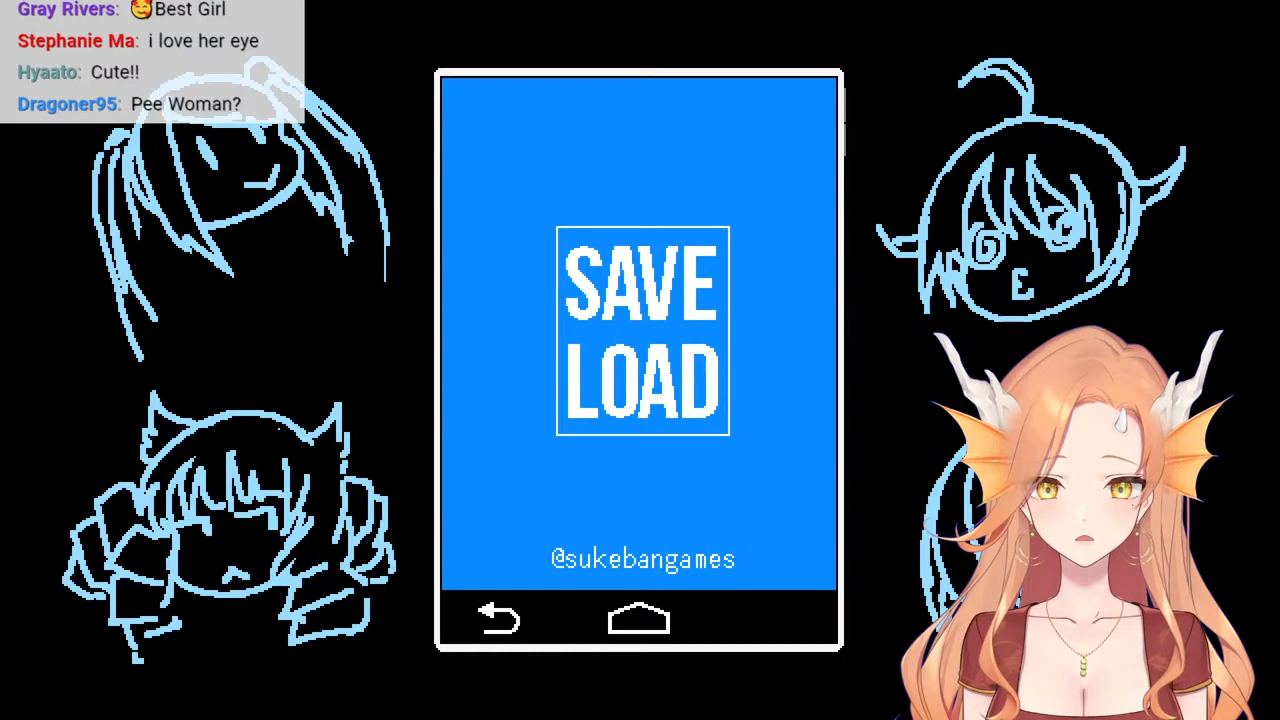 Gray Rivers: 🥰Best Girl
Stephanie Ma: i love her eye
Hyaato: Cute!!
Dragoner95: Pee Woman?
SAVE
LOAD
@sukebangames